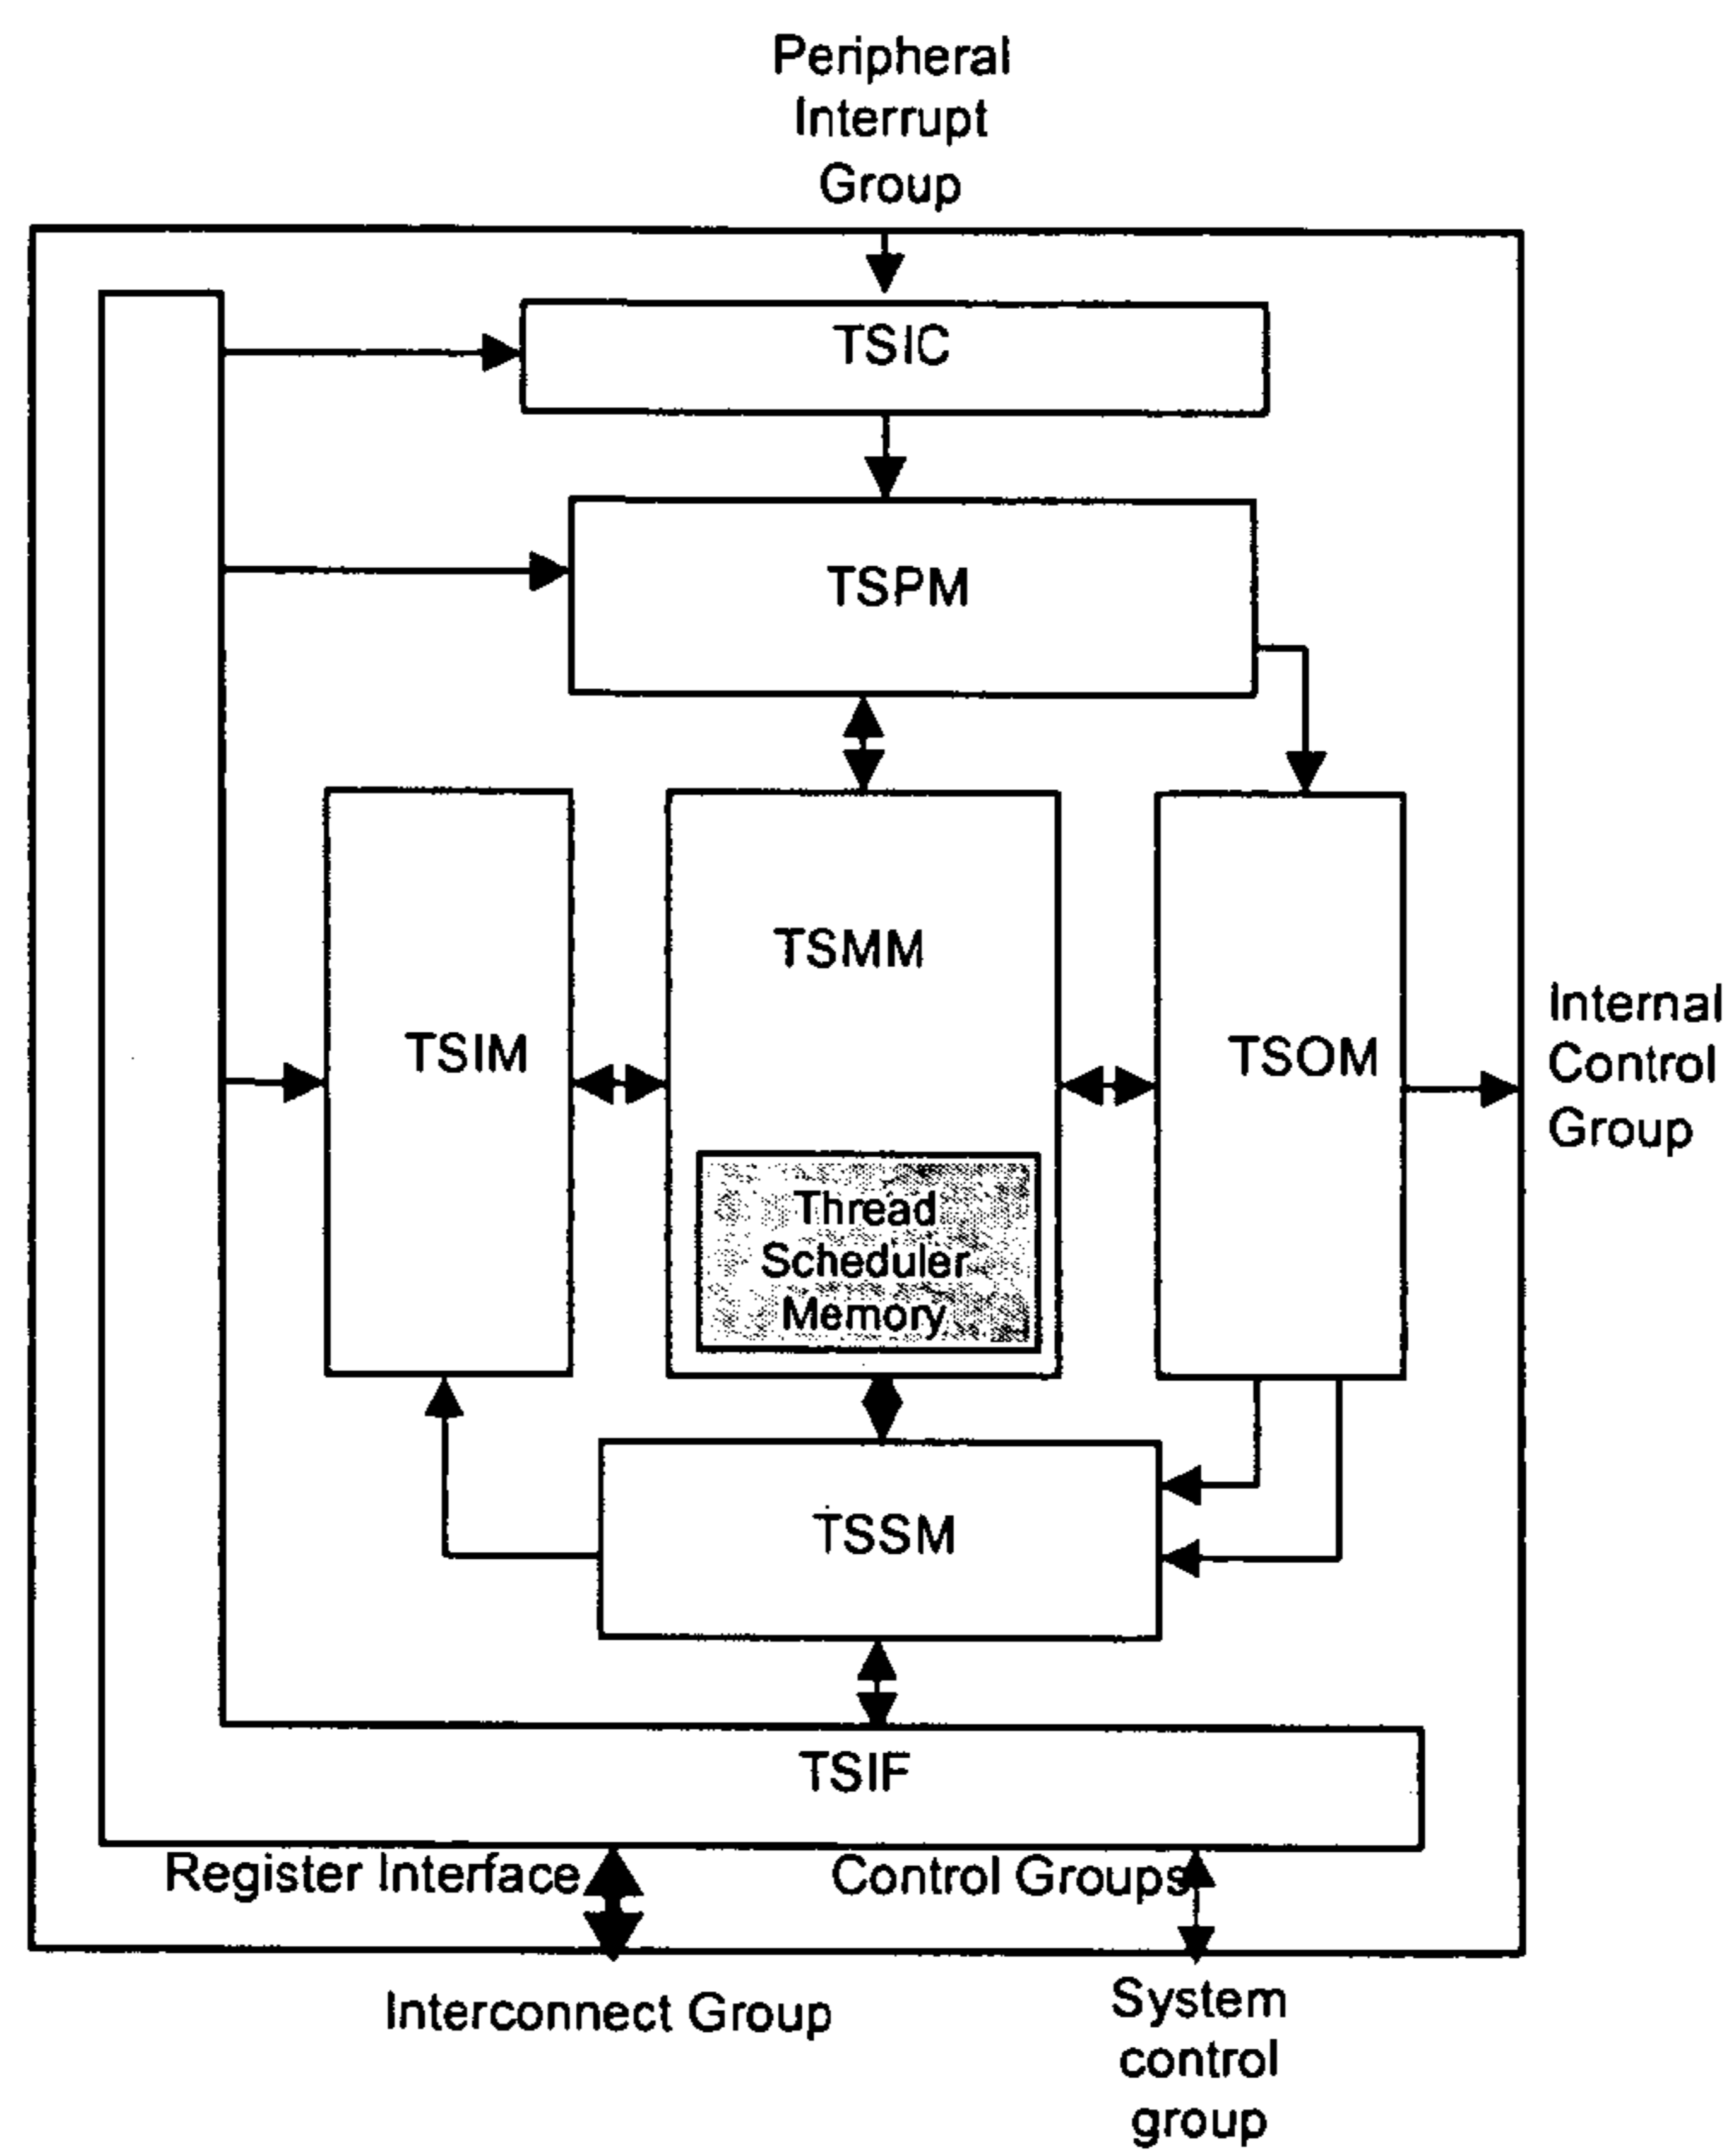 Peripheral
Interrupt
Group
TSIC
TSPM
TSMM
TSIM
TSOM
Internal
Control
Group
Thread
Scheduler
Memory
TSSM
TSIF
Register Interface
Control Groups
Interconnect Group
System
control
group